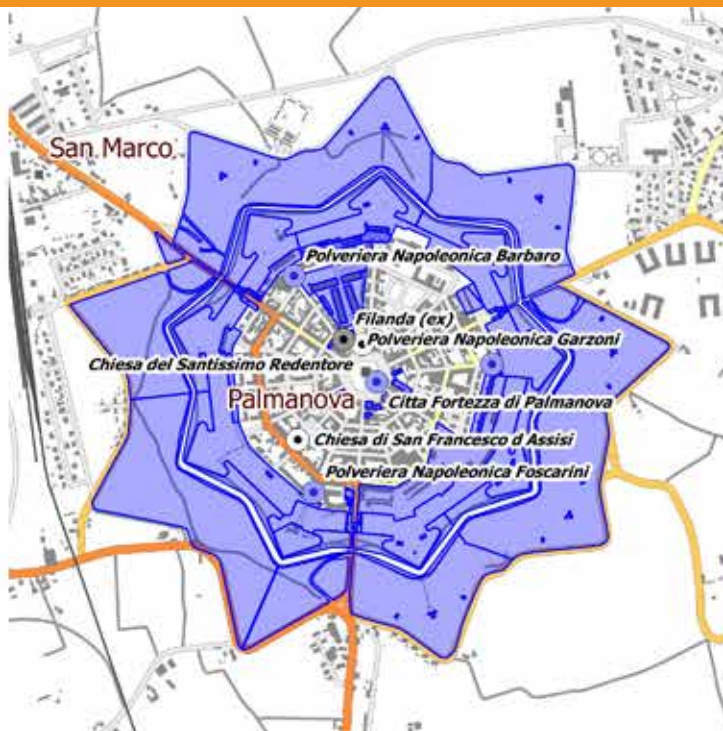 San Marco
Polveriera Napoleonica Barbaro
Filanda (ex)
Polveriera Napoleonica Garzoni
Chiesa del Santissimo Redentore
Palmanova
Citta Fortezza di Palmanova
Chiesa di San Francesco d Assisi
Polveriera Napoleonica Foscarini